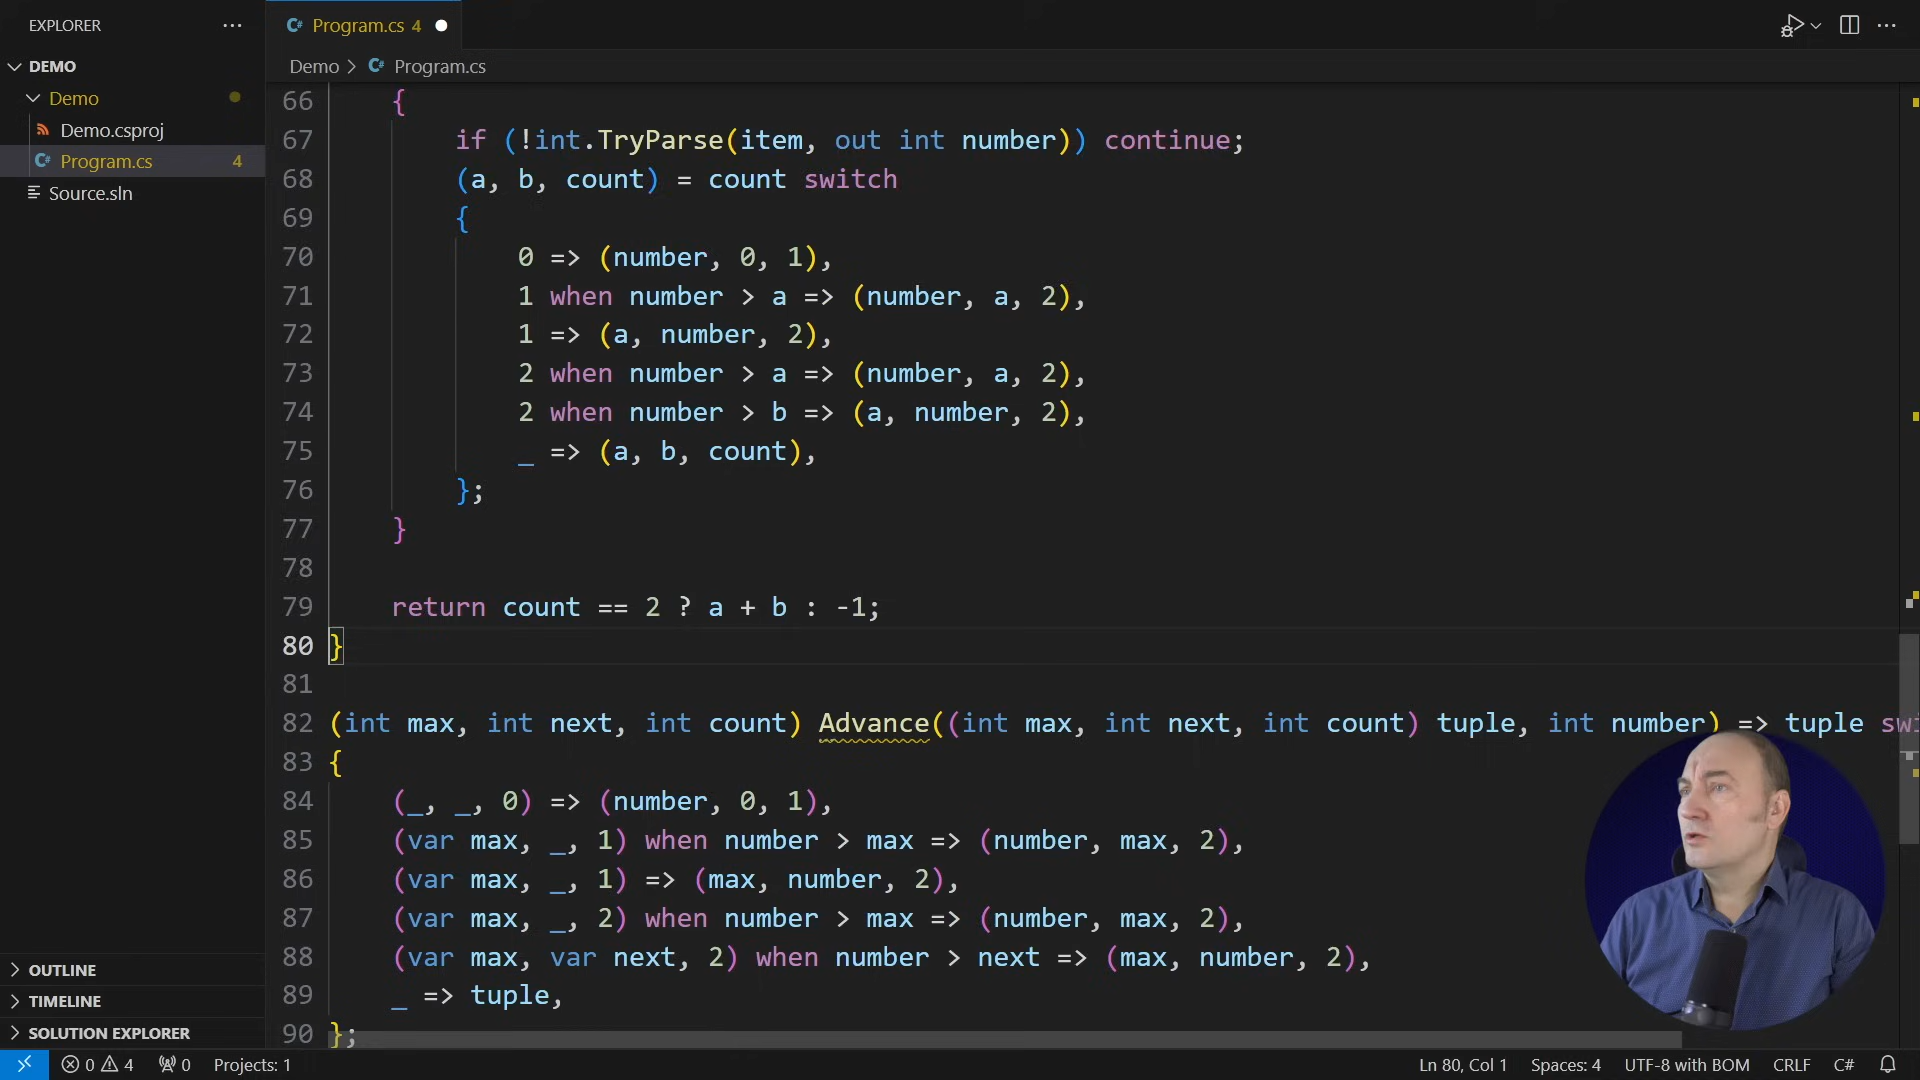 EXPLORER
Program.cs 4
DEMO
Demo > Program.cs
Demo
Demo.csproj
Program.cs 4
Source.sln
66 {
67 if (!int.TryParse(item, out int number)) continue;
68 (a, b, count) = count switch
69 {
70 0 => (number, 0, 1),
71 1 when number > a => (number, a, 2),
72 1 => (a, number, 2),
73 2 when number > a => (number, a, 2),
74 2 when number > b => (a, number, 2),
75 _ => (a, b, count),
76 };
77 }
78
79 return count == 2 ? a + b : -1;
80 }
81
82 (int max, int next, int count) Advance((int max, int next, int count) tuple, int number) => tuple swi
83 {
84 (_, _, 0) => (number, 0, 1),
85 (var max, _, 1) when number > max => (number, max, 2),
86 (var max, _, 1) => (max, number, 2),
87 (var max, _, 2) when number > max => (number, max, 2),
88 (var max, var next, 2) when number > next => (max, number, 2),
89 _ => tuple,
90 };
OUTLINE
TIMELINE
SOLUTION EXPLORER
0 4 0 Projects: 1 Ln 80, Col 1 Spaces: 4 UTF-8 with BOM CRLF C#